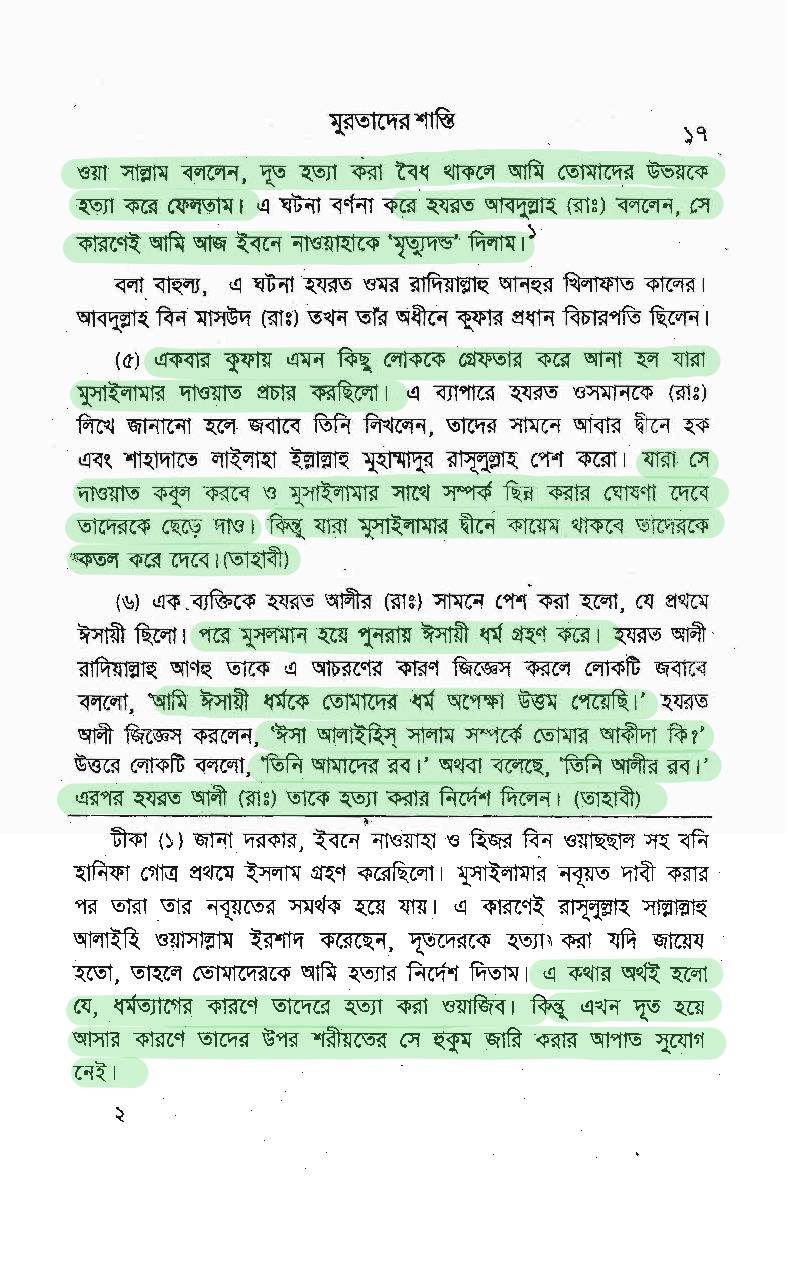 মুরতাদের শাস্তি
১৭
ওয়া সাল্লাম বললেন, দূত হত্যা করা বৈধ থাকলে আমি তোমাদের উভয়কে
হত্যা করে ফেলতাম। এ ঘটনা বর্ণনা করে হযরত আবদুল্লাহ (রাঃ) বললেন, সে
কারণেই আমি আজ ইবনে নাওয়াহাকে ‘মৃত্যুদন্ড’ দিলাম।১
বলা বাহুল্য, এ ঘটনা হযরত ওমর রাদিয়াল্লাহু আনহুর খিলাফাত কালের।
আবদুল্লাহ বিন মাসউদ (রাঃ) তখন তাঁর অধীনে কূফার প্রধান বিচারপতি ছিলেন।
(৫) একবার কুফায় এমন কিছু লোককে গ্রেফতার করে আনা হল যারা
মুসাইলামার দাওয়াত প্রচার করছিলো। এ ব্যাপারে হযরত ওসমানকে (রাঃ)
লিখে জানানো হলে জবাবে তিনি লিখলেন, তাদের সামনে আবার দ্বীনে হক
এবং শাহাদাতে লাইলাহা ইল্লাল্লাহু মুহাম্মাদুর রাসূলুল্লাহ পেশ করো। যারা সে
দাওয়াত কবূল করবে ও মুসাইলামার সাথে সম্পর্ক ছিন্ন করার ঘোষণা দেবে
তাদেরকে ছেড়ে দাও। কিন্তু যারা মুসাইলামার দ্বীনে কায়েম থাকবে তাদেরকে
কতল করে দেবে। (তাহাবী)
(৬) এক ব্যক্তিকে হযরত আলীর (রাঃ) সামনে পেশ করা হলো, যে প্রথমে
ঈসায়ী ছিলো। পরে মুসলমান হয়ে পুনরায় ঈসায়ী ধর্ম গ্রহণ করে। হযরত আলী
রাদিয়াল্লাহু আণহু তাকে এ আচরণের কারণ জিজ্ঞেস করলে লোকটি জবাবে
বললো, ‘আমি ঈসায়ী ধর্মকে তোমাদের ধর্ম অপেক্ষা উত্তম পেয়েছি।’ হযরত
আলী জিজ্ঞেস করলেন, ‘ঈসা আলাইহিস্ সালাম সম্পর্কে তোমার আকীদা কি?’
উত্তরে লোকটি বললো, ‘তিনি আমাদের রব।’ অথবা বলেছে, ‘তিনি আলীর রব।’
এরপর হযরত আলী (রাঃ) তাকে হত্যা করার নির্দেশ দিলেন। (তাহাবী)
টীকা (১) জানা দরকার, ইবনে নাওয়াহা ও হিজর বিন ওয়াছছাল সহ বনি
হানিফা গোত্র প্রথমে ইসলাম গ্রহণ করেছিলো। মুসাইলামার নবূয়ত দাবী করার
পর তারা তার নবূয়তের সমর্থক হয়ে যায়। এ কারণেই রাসূলুল্লাহ সাল্লাল্লাহু
আলাইহি ওয়াসাল্লাম ইরশাদ করেছেন, দূতদেরকে হত্যা করা যদি জায়েয
হতো, তাহলে তোমাদেরকে আমি হত্যার নির্দেশ দিতাম। এ কথার অর্থই হলো
যে, ধর্মত্যাগের কারণে তাদেরে হত্যা করা ওয়াজিব। কিন্তু এখন দূত হয়ে
আসার কারণে তাদের উপর শরীয়তের সে হুকুম জারি করার আপাত সুযোগ
নেই।
২